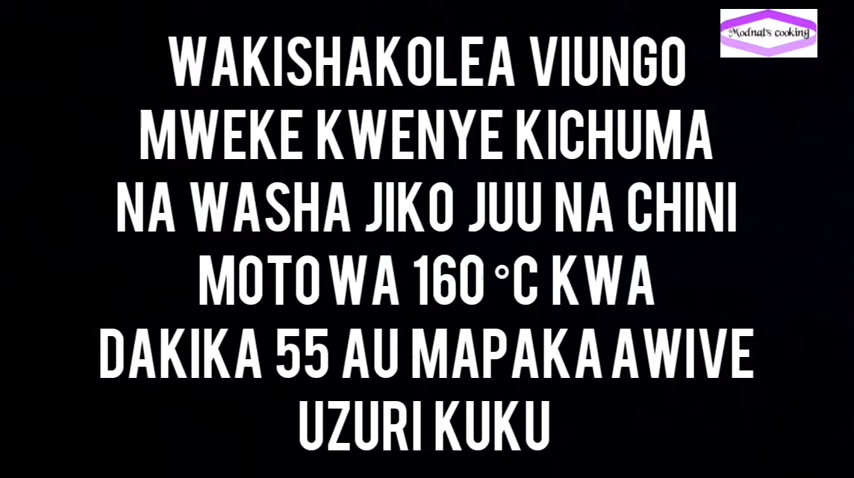 Modnat's cooking
WAKISHAKOLEA VIUNGO
MWEKE KWENYE KICHUMA
NA WASHA JIKO JUU NA CHINI
MOTO WA 160 °C KWA
DAKIKA 55 AU MAPAKA AWIVE
UZURI KUKU